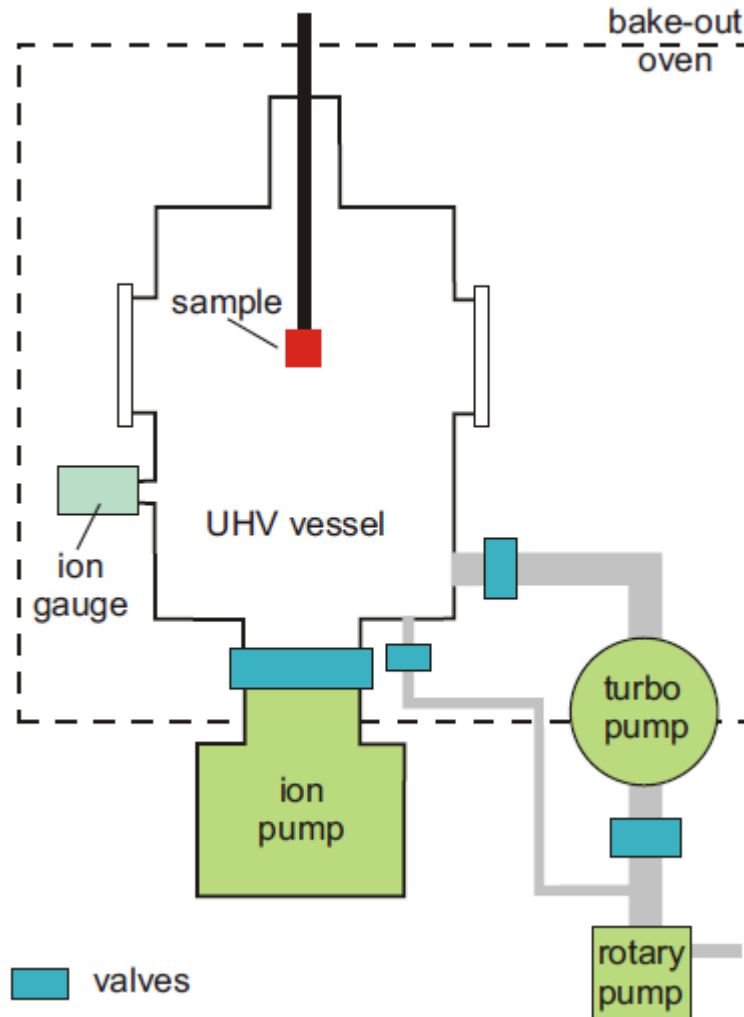 bake-out
oven
sample
UHV vessel
ion
gauge
turbo
pump
ion
pump
rotary
pump
valves